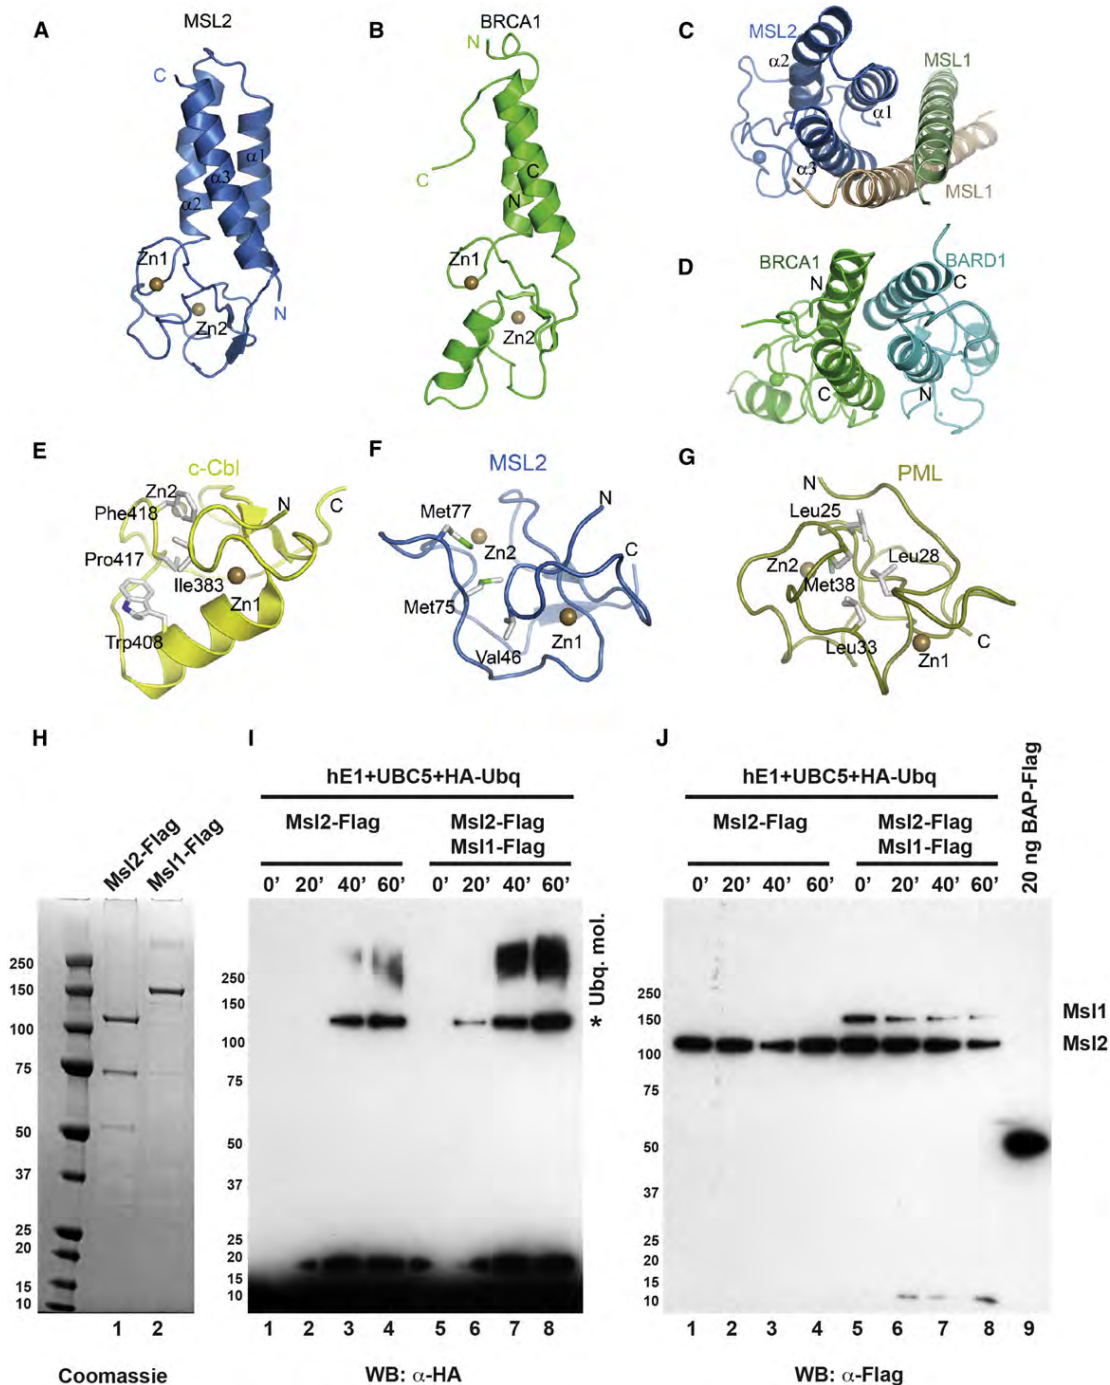 A
MSL2
C
α1
α3
α2
Zn1
Zn2
N
B
BRCA1
N
C
C
N
Zn1
Zn2
C
MSL2
α2
α1
α3
MSL1
MSL1
D
BRCA1
N
C
BARD1
C
N
E
c-Cbl
Zn2
Phe418
N
C
Pro417
Ile383
Zn1
Trp408
F
MSL2
Met77
Zn2
N
C
Met75
Val46
Zn1
G
PML
N
Leu25
Leu28
Zn2
Met38
Leu33
Zn1
C
H
Msl2-Flag
Msl1-Flag
250
150
100
75
50
37
25
20
15
10
1 2
Coomassie
I
hE1+UBC5+HA-Ubq
Msl2-Flag
Msl2-Flag
Msl1-Flag
0' 20' 40' 60' 0' 20' 40' 60'
250
150
100
75
50
37
25
20
15
10
* Ubq. mol.
1 2 3 4 5 6 7 8
WB: α-HA
J
hE1+UBC5+HA-Ubq
Msl2-Flag
Msl2-Flag
Msl1-Flag
20 ng BAP-Flag
0' 20' 40' 60' 0' 20' 40' 60'
250
150
100
75
50
37
25
20
15
10
Msl1
Msl2
1 2 3 4 5 6 7 8 9
WB: α-Flag